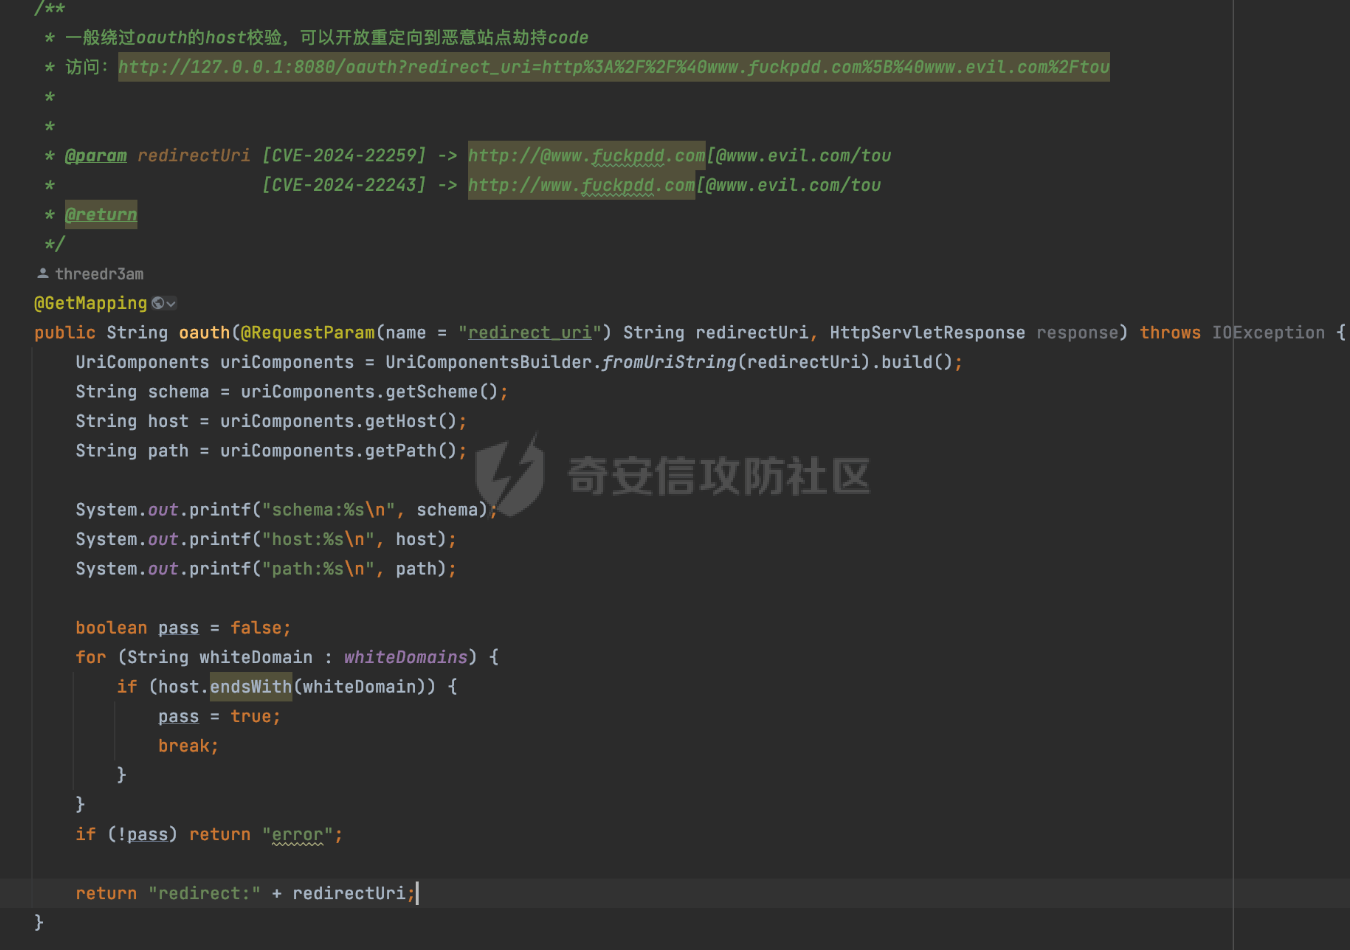 /**
* 一般绕过oauth的host校验，可以开放重定向到恶意站点劫持code
* 访问：http://127.0.0.1:8080/oauth?redirect_uri=http%3A%2F%2F%40www.fuckpdd.com%5B%40www.evil.com%2Ftou
*
*
* @param redirectUri [CVE-2024-22259] -> http://@www.fuckpdd.com[@www.evil.com/tou
* [CVE-2024-22243] -> http://www.fuckpdd.com[@www.evil.com/tou
* @return
*/
threedr3am
@GetMapping
public String oauth(@RequestParam(name = "redirect_uri") String redirectUri, HttpServletResponse response) throws IOException {
UriComponents uriComponents = UriComponentsBuilder.fromUriString(redirectUri).build();
String schema = uriComponents.getScheme();
String host = uriComponents.getHost();
String path = uriComponents.getPath();
奇安信攻防社区
System.out.printf("schema:%s\n", schema);
System.out.printf("host:%s\n", host);
System.out.printf("path:%s\n", path);
boolean pass = false;
for (String whiteDomain : whiteDomains) {
if (host.endsWith(whiteDomain)) {
pass = true;
break;
}
}
if (!pass) return "error";
return "redirect:" + redirectUri;
}